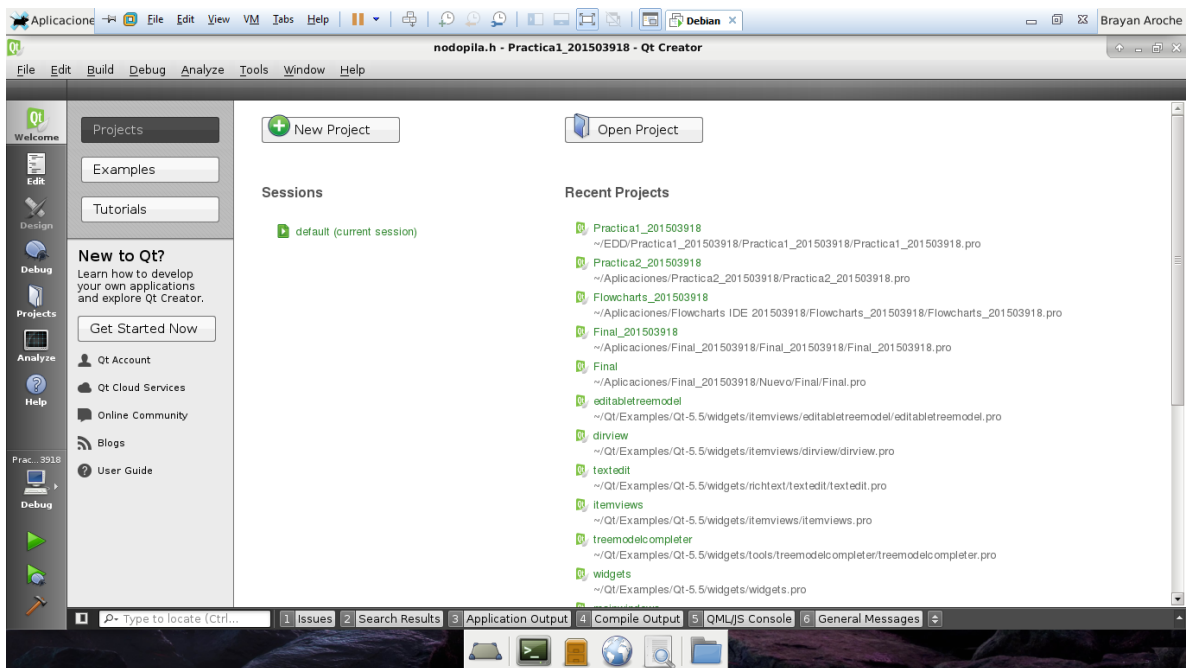 Aplicacione File Edit View VM Tabs Help Debian Brayan Aroche
nodopila.h - Practica1_201503918 - Qt Creator
File Edit Build Debug Analyze Tools Window Help
Welcome
Edit
Design
Debug
Projects
Analyze
Help
Prac...3918
Debug
Projects
Examples
Tutorials
New to Qt?
Learn how to develop
your own applications
and explore Qt Creator.
Get Started Now
Qt Account
Qt Cloud Services
Online Community
Blogs
User Guide
New Project
Open Project
Sessions
default (current session)
Recent Projects
Practica1_201503918
~/EDD/Practica1_201503918/Practica1_201503918/Practica1_201503918.pro
Practica2_201503918
~/Aplicaciones/Practica2_201503918/Practica2_201503918.pro
Flowcharts_201503918
~/Aplicaciones/Flowcharts IDE 201503918/Flowcharts_201503918/Flowcharts_201503918.pro
Final_201503918
~/Aplicaciones/Final_201503918/Final_201503918/Final_201503918.pro
Final
~/Aplicaciones/Final_201503918/Nuevo/Final/Final.pro
editabletreemodel
~/Qt/Examples/Qt-5.5/widgets/itemviews/editabletreemodel/editabletreemodel.pro
dirview
~/Qt/Examples/Qt-5.5/widgets/itemviews/dirview/dirview.pro
textedit
~/Qt/Examples/Qt-5.5/widgets/richtext/textedit/textedit.pro
itemviews
~/Qt/Examples/Qt-5.5/widgets/itemviews/itemviews.pro
treemodelcompleter
~/Qt/Examples/Qt-5.5/widgets/tools/treemodelcompleter/treemodelcompleter.pro
widgets
~/Qt/Examples/Qt-5.5/widgets/widgets.pro
Type to locate (Ctrl... 1 Issues 2 Search Results 3 Application Output 4 Compile Output 5 QML/JS Console 6 General Messages